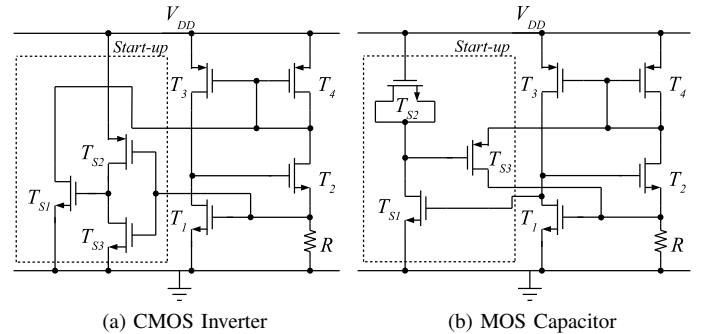 V_DD
V_DD
Start-up
Start-up
T_3
T_4
T_3
T_4
T_S2
T_S2
T_S3
T_2
T_2
T_S1
T_1
T_S1
T_1
T_S3
R
R
(a) CMOS Inverter
(b) MOS Capacitor